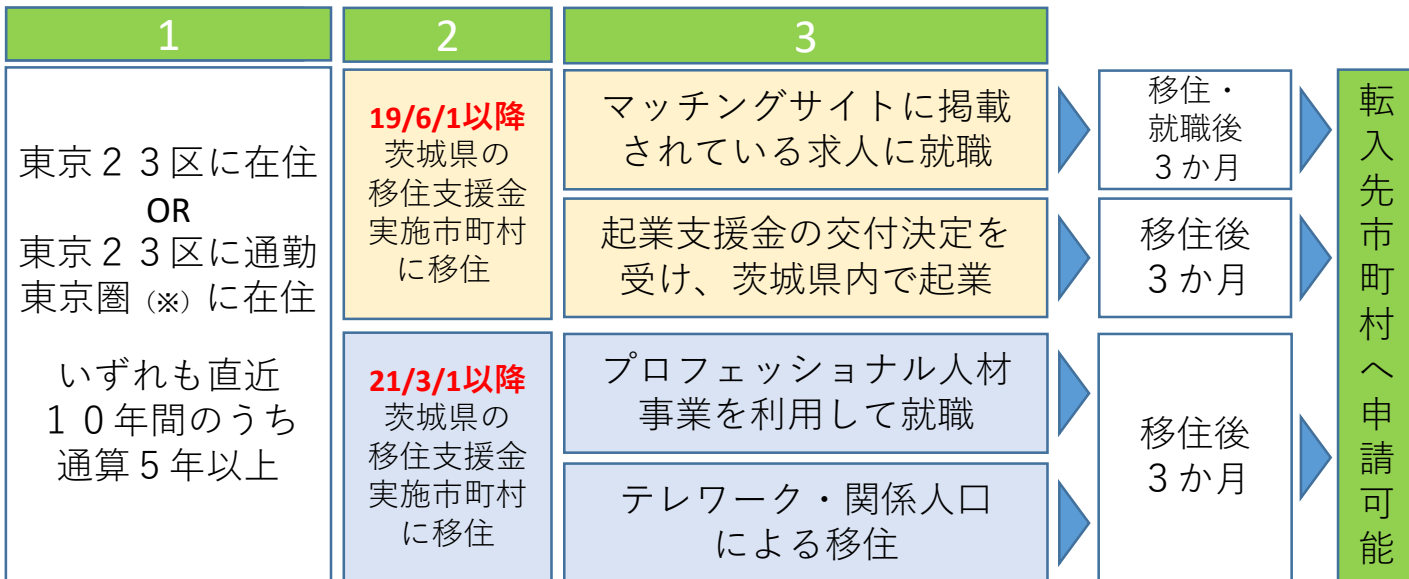 1
2
3
東京２３区に在住
OR
東京２３区に通勤
東京圏（※）に在住
いずれも直近
１０年間のうち
通算５年以上
19/6/1以降
茨城県の
移住支援金
実施市町村
に移住
21/3/1以降
茨城県の
移住支援金
実施市町村
に移住
マッチングサイトに掲載
されている求人に就職
起業支援金の交付決定を
受け、茨城県内で起業
プロフェッショナル人材
事業を利用して就職
テレワーク・関係人口
による移住
移住・
就職後
３か月
移住後
３か月
移住後
３か月
転入先市町村へ申請可能